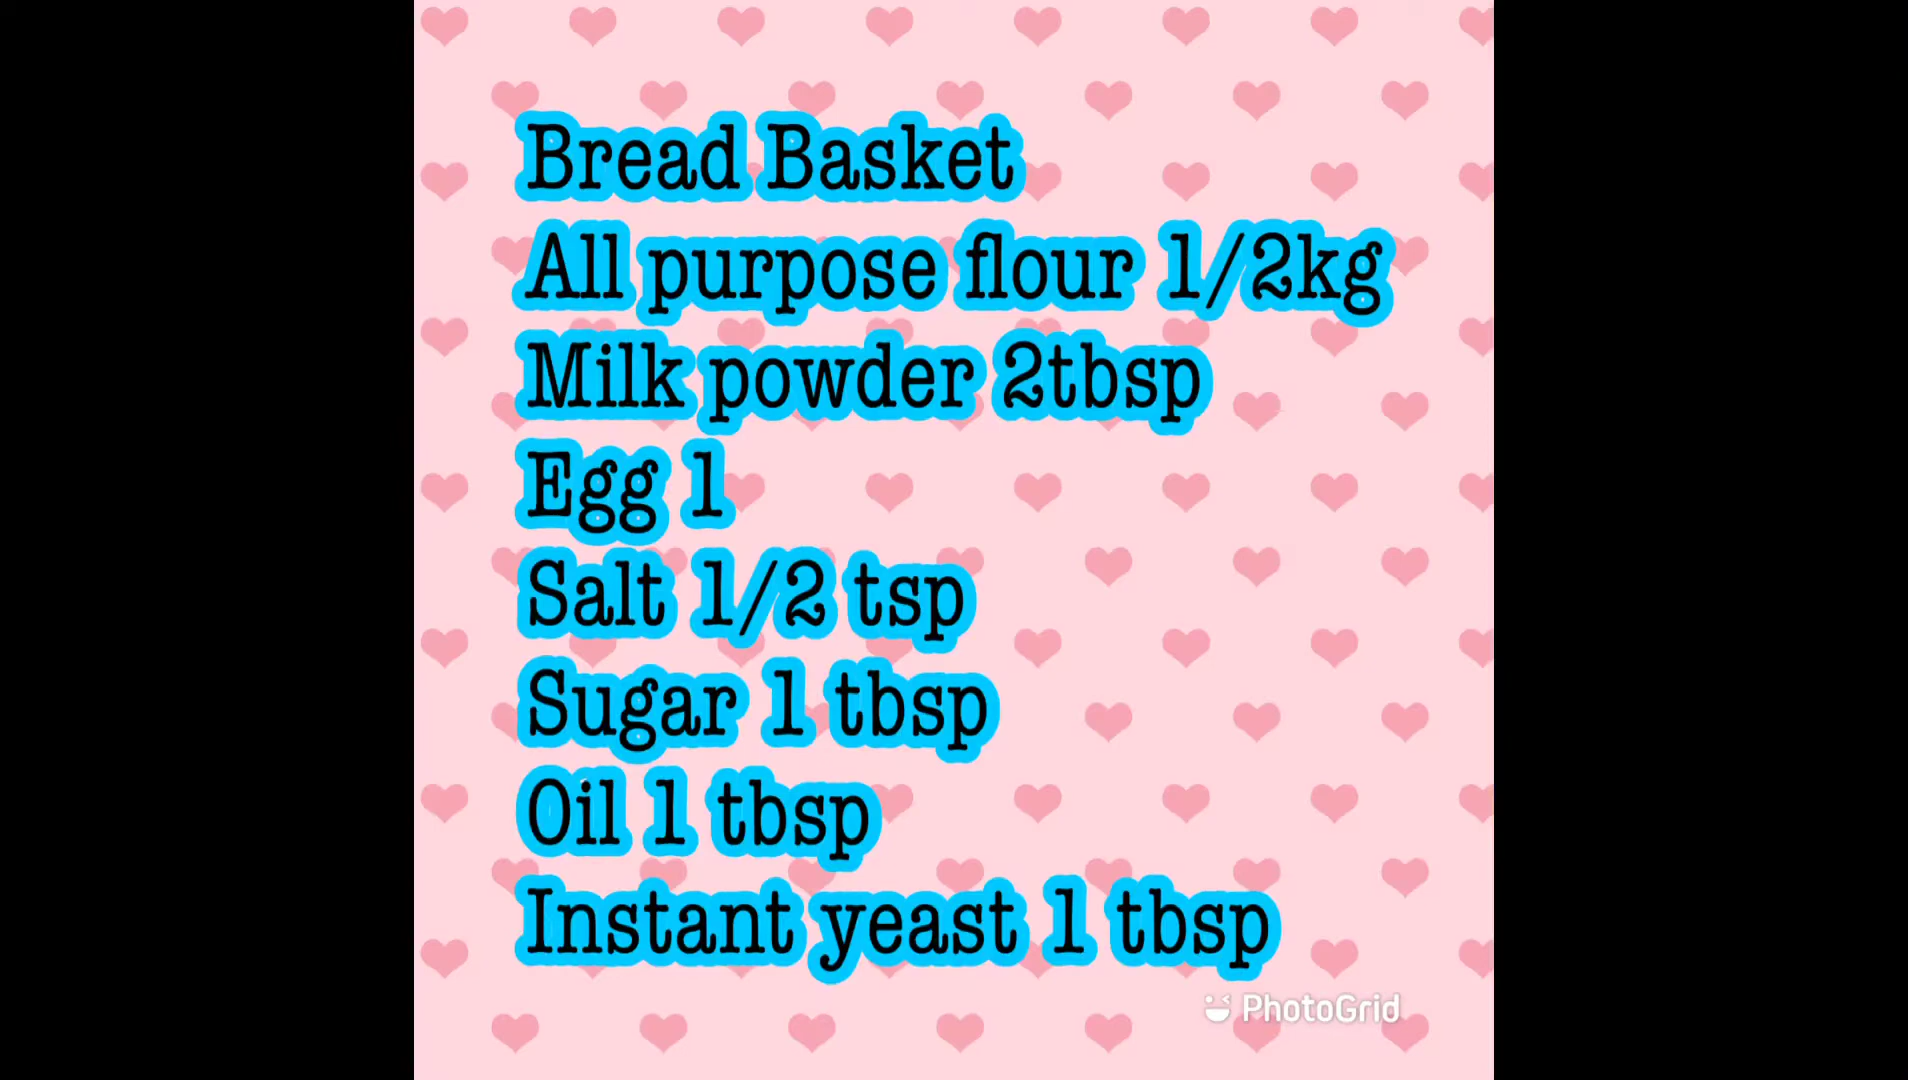 Bread Basket
All purpose flour 1/2kg
Milk powder 2tbsp
Egg 1
Salt 1/2 tsp
Sugar 1 tbsp
Oil 1 tbsp
Instant yeast 1 tbsp
PhotoGrid